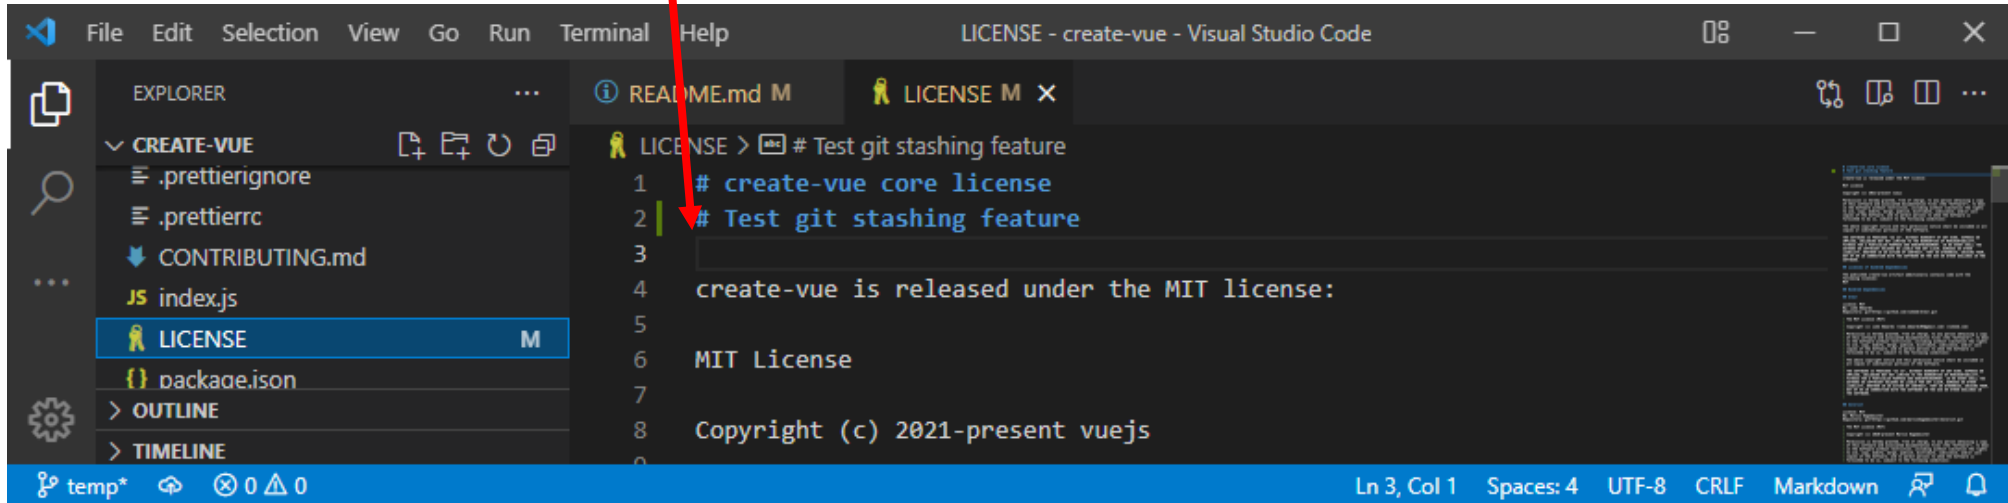 File Edit Selection View Go Run Terminal Help LICENSE - create-vue - Visual Studio Code
EXPLORER
CREATE-VUE
.prettierignore
.prettierrc
CONTRIBUTING.md
JS index.js
LICENSE M
{} package.json
OUTLINE
TIMELINE
README.md M LICENSE M
LICENSE > abc # Test git stashing feature
1 # create-vue core license
2 # Test git stashing feature
3
4 create-vue is released under the MIT license:
5
6 MIT License
7
8 Copyright (c) 2021-present vuejs
9
temp* 0 0 Ln 3, Col 1 Spaces: 4 UTF-8 CRLF Markdown